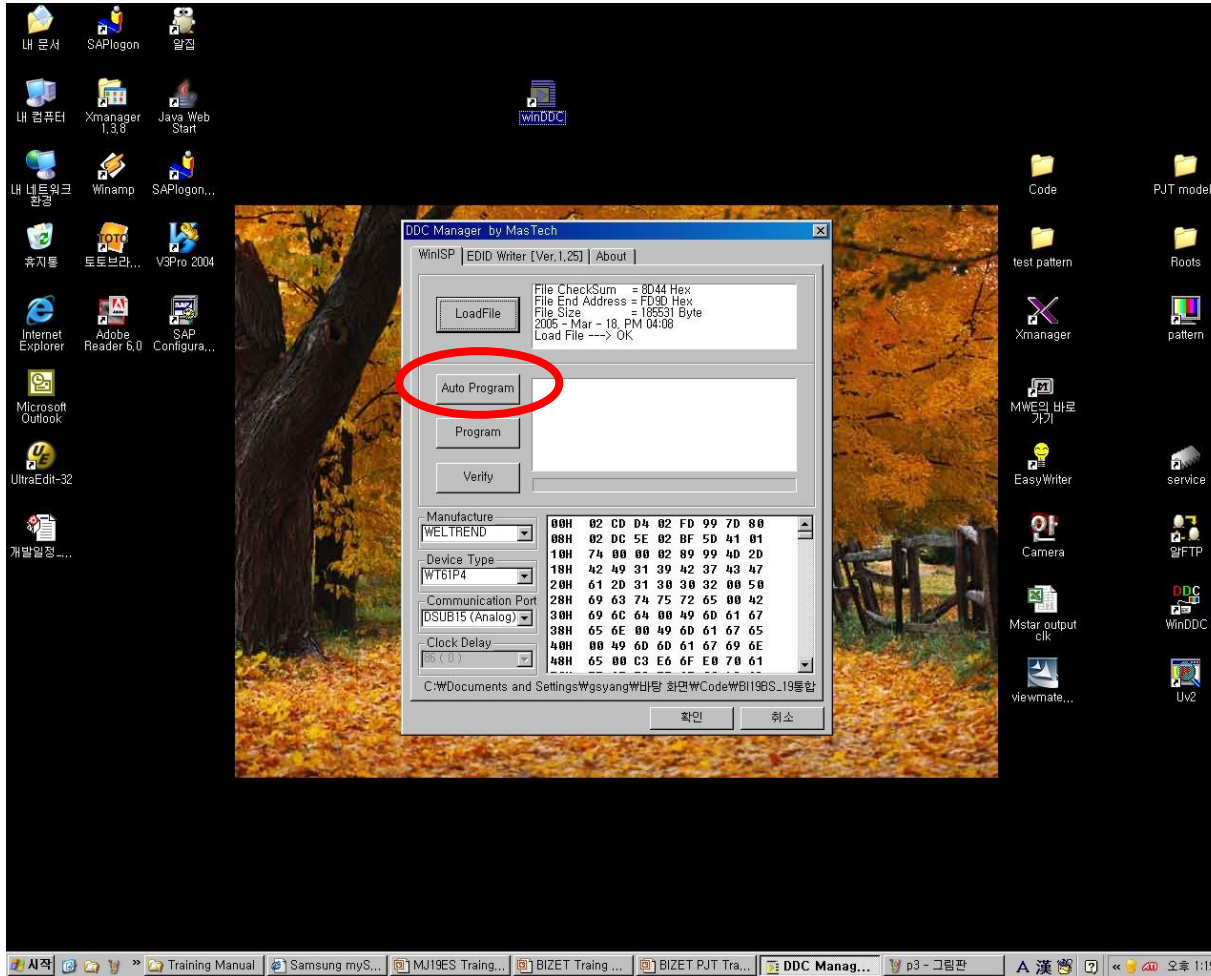 내 문서
SAPlogon
알집
winDDC
내 컴퓨터
Xmanager
1.3.8
Java Web
Start
내 네트워크
환경
Winamp
SAPlogon...
Code
PJT model
휴지통
토토브라...
V3Pro 2004
test pattern
Roots
Internet
Explorer
Adobe
Reader 6.0
SAP
Configura...
Xmanager
pattern
Microsoft
Outlook
MWE의 바로
가기
UltraEdit-32
EasyWriter
service
개발일정_...
Camera
알FTP
Mstar output
clk
WinDDC
viewmate...
Uv2
DDC Manager by MasTech
WinISP
EDID Writer [Ver.1.25]
About
LoadFile
File CheckSum = 8D44 Hex
File End Address = FD9D Hex
File Size = 185531 Byte
2005 - Mar - 18, PM 04:08
Load File ---> OK
Auto Program
Program
Verify
Manufacture
WELTREND
Device Type
WT61P4
Communication Port
DSUB15 (Analog)
Clock Delay
86 ( 0 )
00H 02 CD D4 02 FD 99 7D 80
08H 02 DC 5E 02 BF 5D 41 01
10H 74 00 00 02 89 99 4D 2D
18H 42 49 31 39 42 37 43 47
20H 61 2D 31 30 30 32 00 50
28H 69 63 74 75 72 65 00 42
30H 69 6C 64 00 49 6D 61 67
38H 65 6E 00 49 6D 61 67 65
40H 00 49 6D 6D 61 67 69 6E
48H 65 00 C3 E6 6F E0 70 61
C:₩Documents and Settings₩gsyang₩바탕 화면₩Code₩BI19BS_19통합
확인
취소
시작
Training Manual
Samsung myS...
MJ19ES Traing...
BIZET Traing ...
BIZET PJT Tra...
DDC Manag...
p3 - 그림판
A 漢
오후 1:1